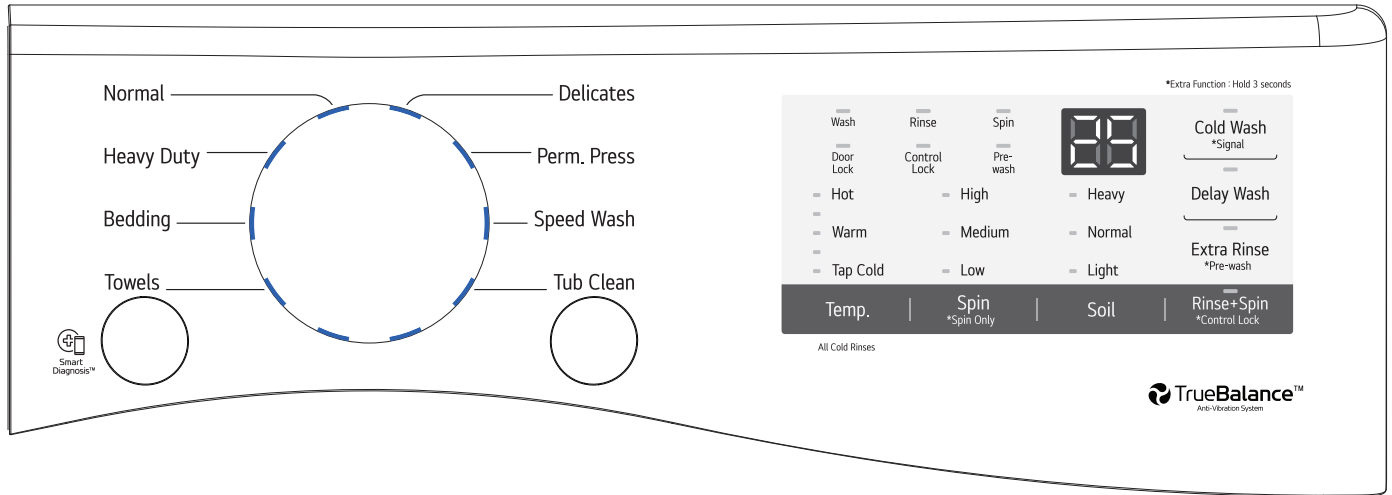 *Extra Function : Hold 3 seconds
Normal
Delicates
Heavy Duty
Perm. Press
Bedding
Speed Wash
Towels
Tub Clean
Smart
Diagnosis™
Wash
Rinse
Spin
Door
Lock
Control
Lock
Pre-
wash
Cold Wash
*Signal
Hot
High
Heavy
Delay Wash
Warm
Medium
Normal
Extra Rinse
*Pre-wash
Tap Cold
Low
Light
Temp.
Spin
*Spin Only
Soil
Rinse+Spin
*Control Lock
All Cold Rinses
TrueBalance™
Anti-Vibration System